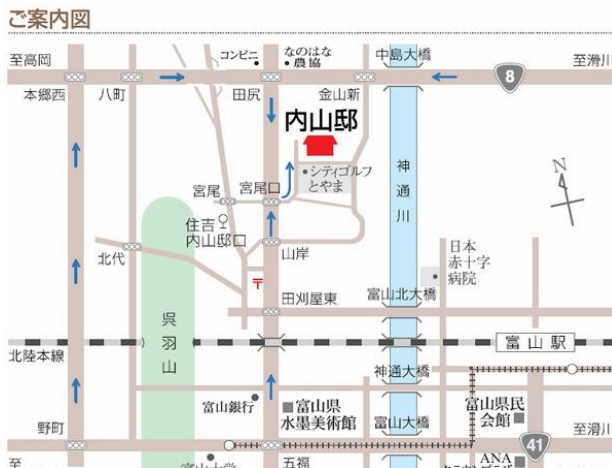 ご案内図
至高岡
コンビニ
なのはな
農協
中島大橋
至滑川
8
本郷西
八町
田尻
金山新
内山邸
シティゴルフ
とやま
神通川
N
宮尾
宮尾口
住吉
内山邸口
山岸
北代
日本
赤十字
病院
〒
田刈屋東
富山北大橋
呉羽山
北陸本線
富山駅
神通大橋
富山銀行
富山県
水墨美術館
富山大橋
富山県民
会館
野町
五福
至滑川
41
至
ANA